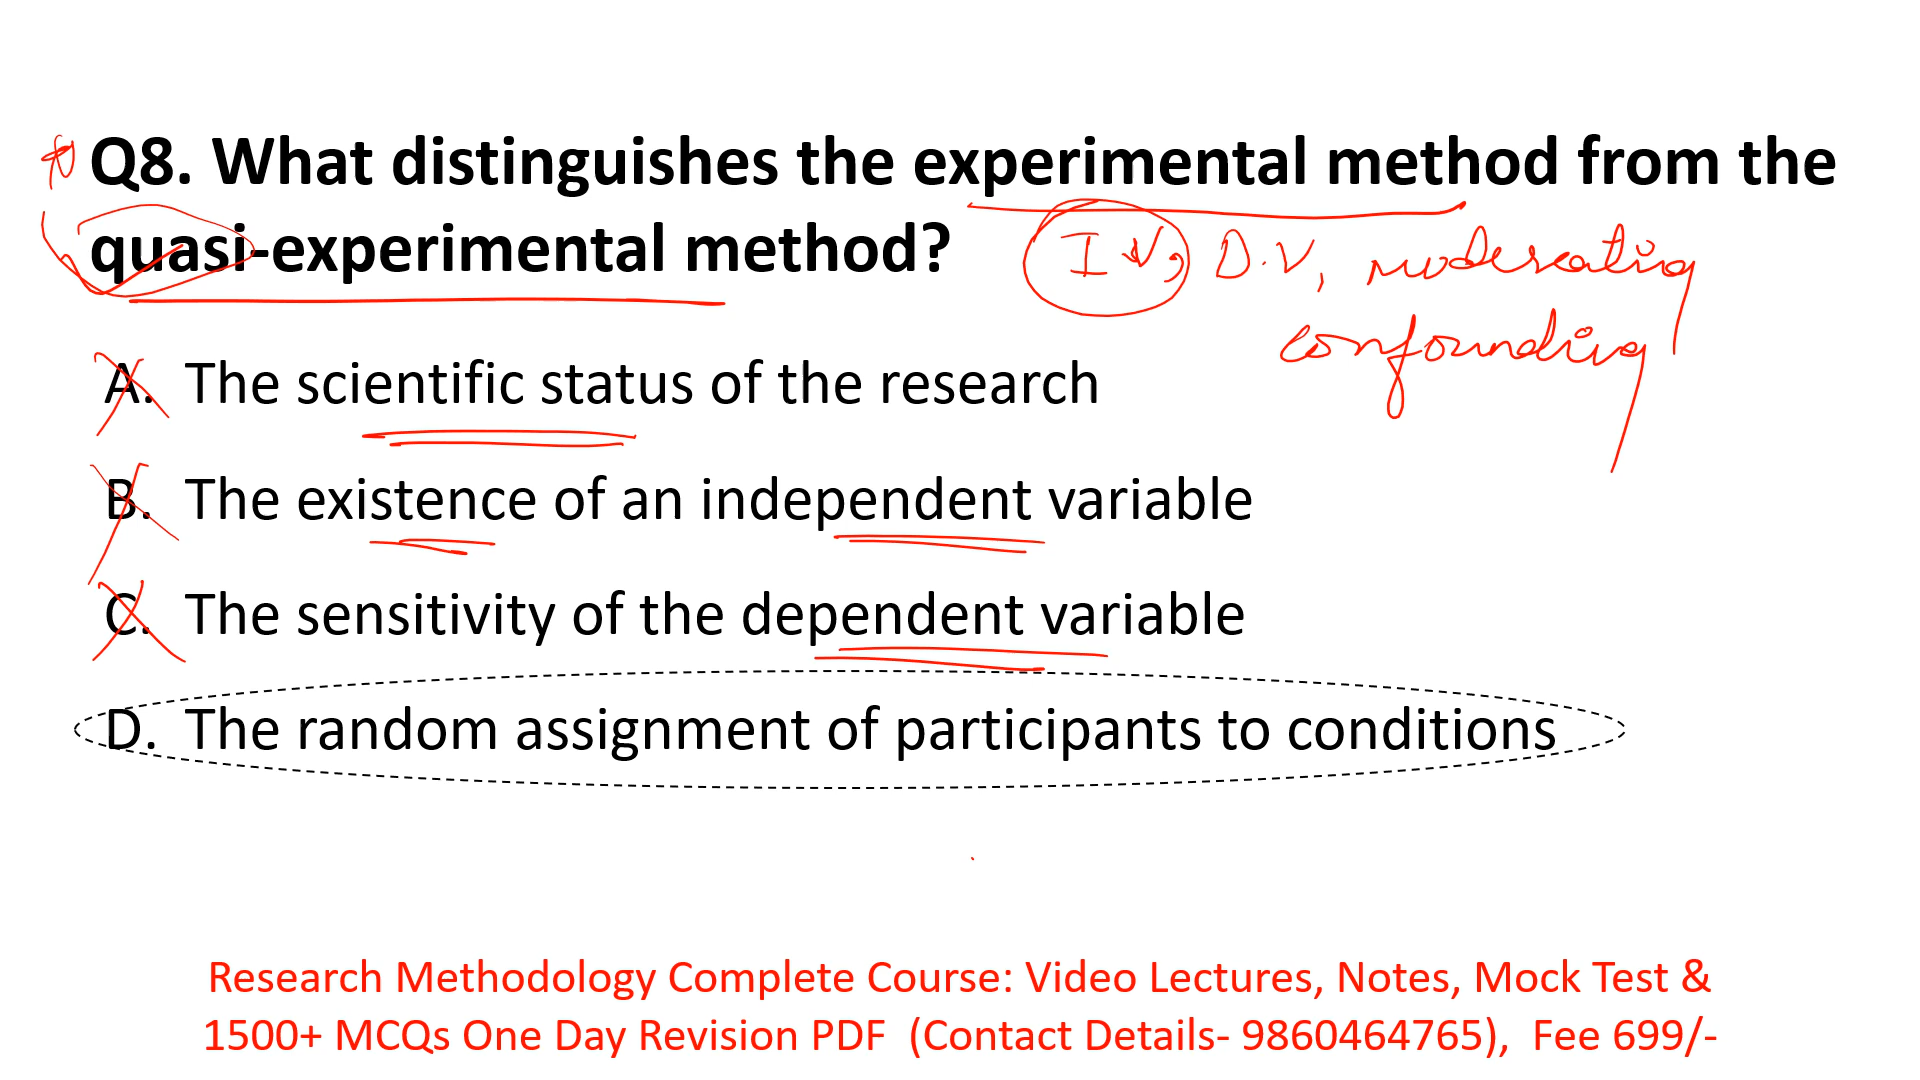 Q8. What distinguishes the experimental method from the
quasi-experimental method?
I V, D.V, moderating
confounding
A. The scientific status of the research
B. The existence of an independent variable
C. The sensitivity of the dependent variable
D. The random assignment of participants to conditions
Research Methodology Complete Course: Video Lectures, Notes, Mock Test &
1500+ MCQs One Day Revision PDF (Contact Details- 9860464765), Fee 699/-